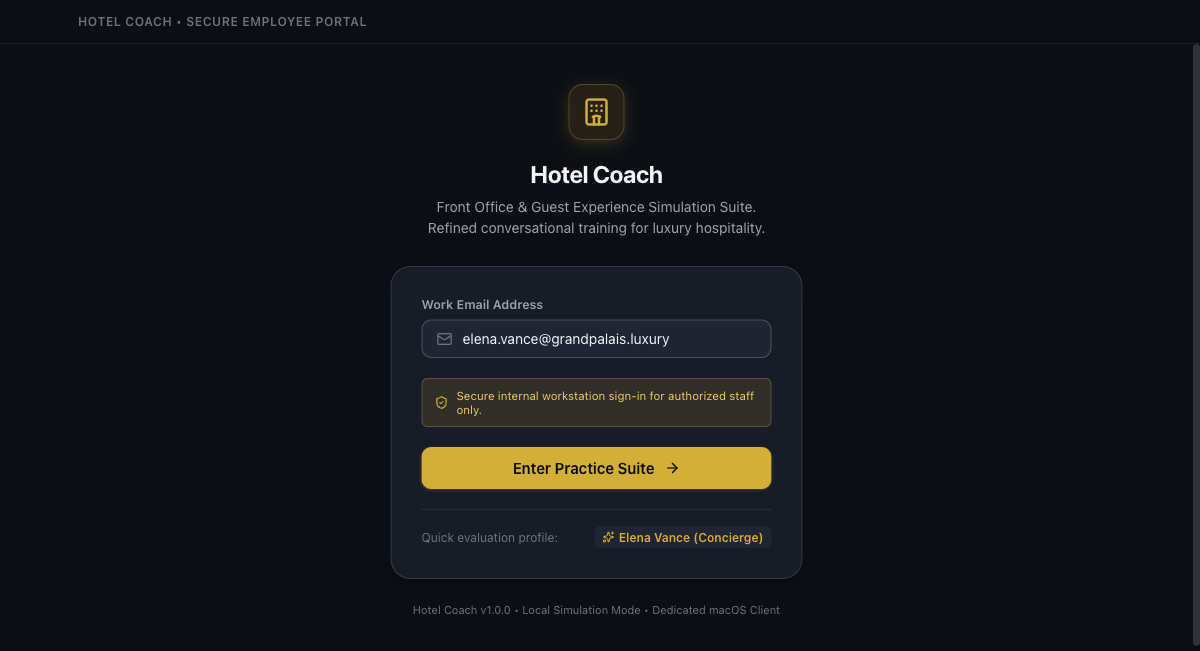 HOTEL COACH • SECURE EMPLOYEE PORTAL
Hotel Coach
Front Office & Guest Experience Simulation Suite.
Refined conversational training for luxury hospitality.
Work Email Address
elena.vance@grandpalais.luxury
Secure internal workstation sign-in for authorized staff
only.
Enter Practice Suite →
Quick evaluation profile:
Elena Vance (Concierge)
Hotel Coach v1.0.0 • Local Simulation Mode • Dedicated macOS Client